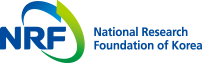 NRF
National Research
Foundation of Korea